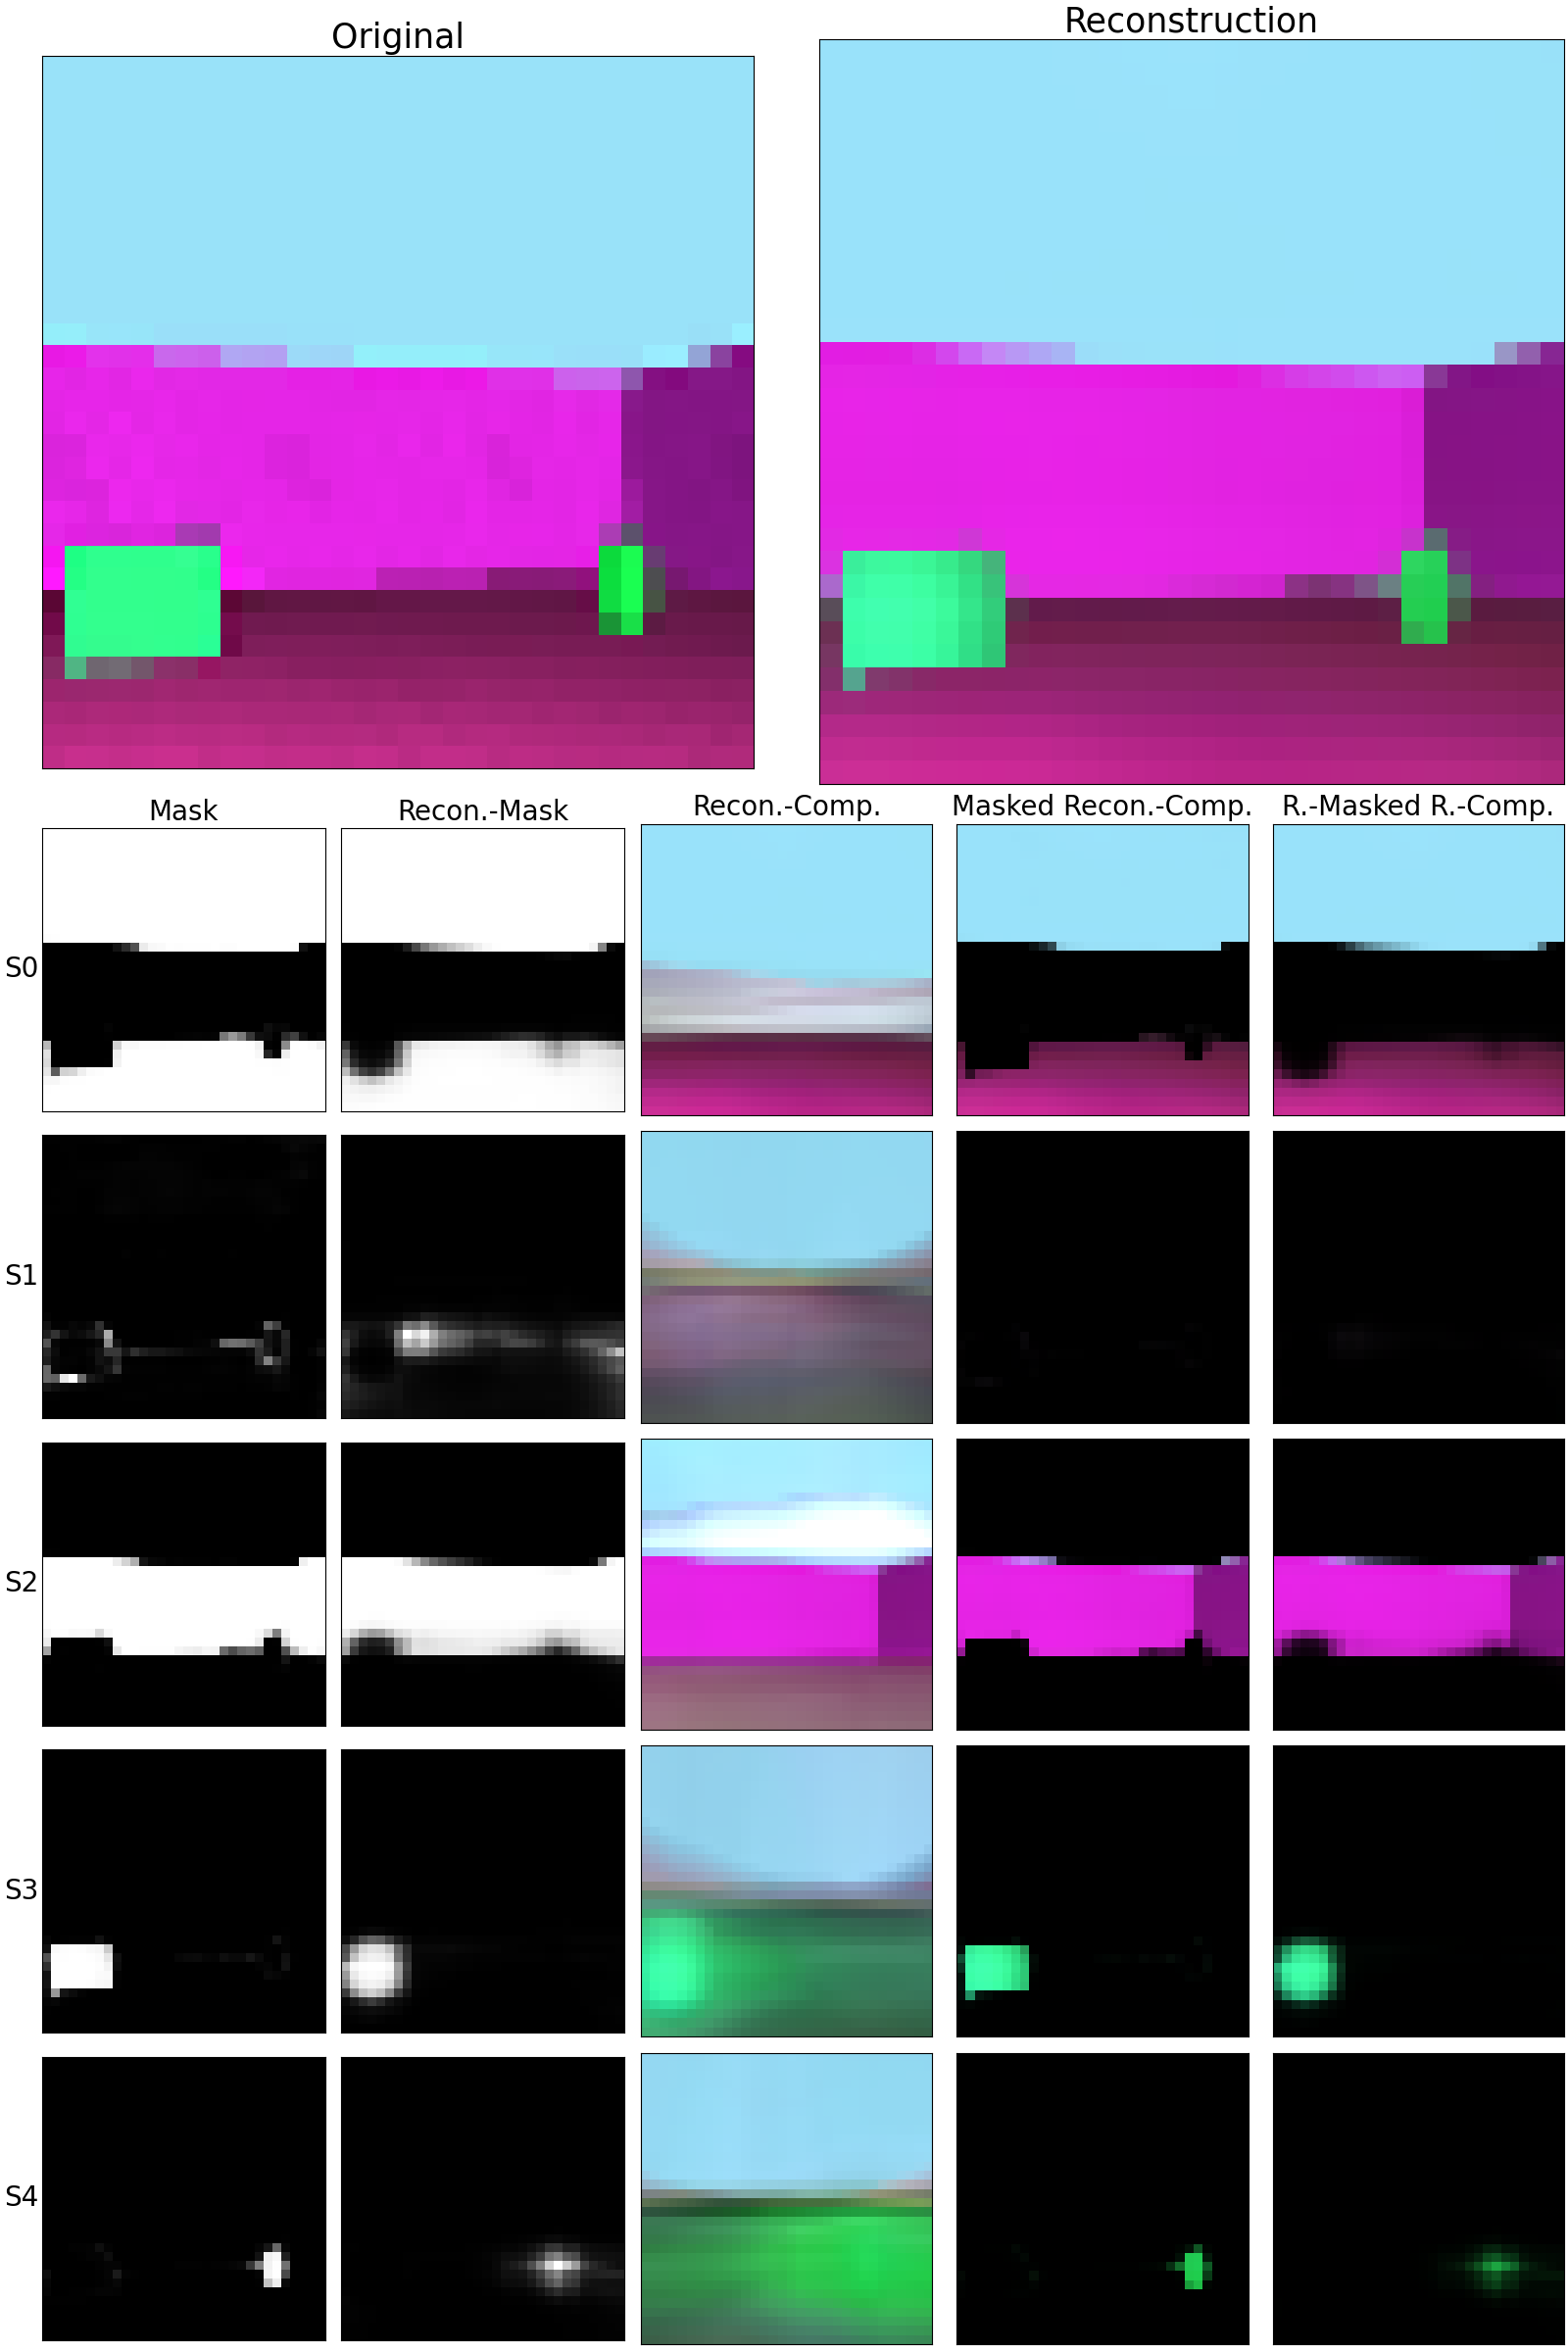 Original
Reconstruction
Mask
Recon.-Mask
Recon.-Comp.
Masked Recon.-Comp.
R.-Masked R.-Comp.
S0
S1
S2
S3
S4